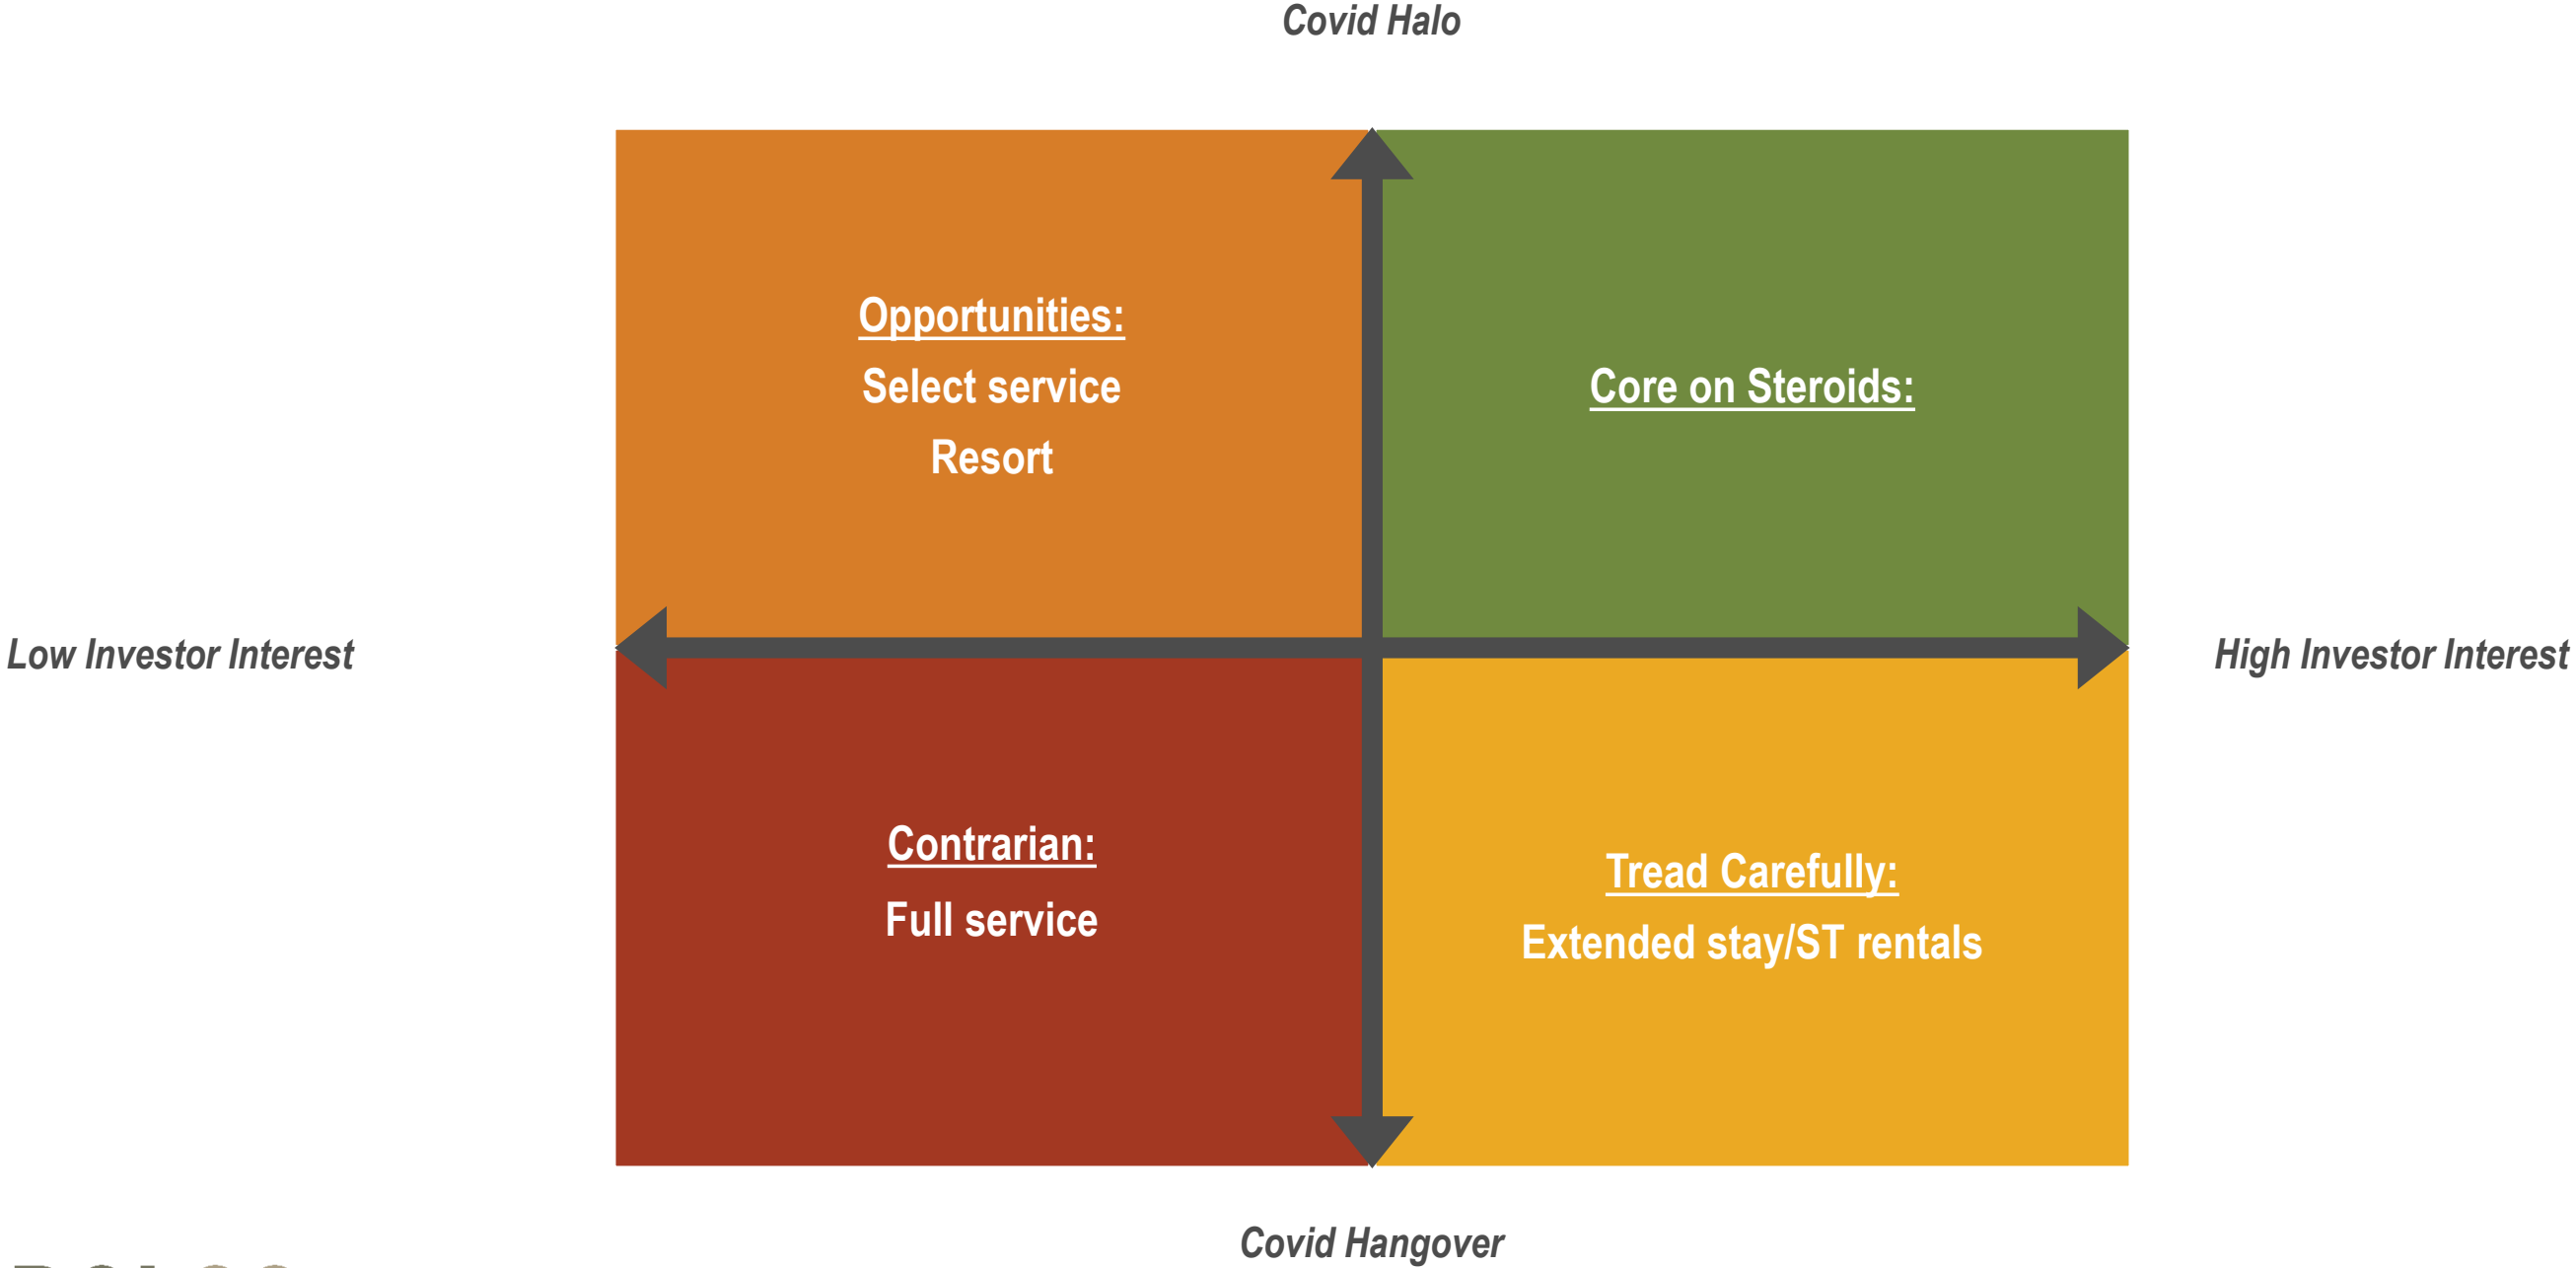 Covid Halo
Opportunities:
Select service
Resort
Core on Steroids:
Low Investor Interest
High Investor Interest
Contrarian:
Full service
Tread Carefully:
Extended stay/ST rentals
Covid Hangover